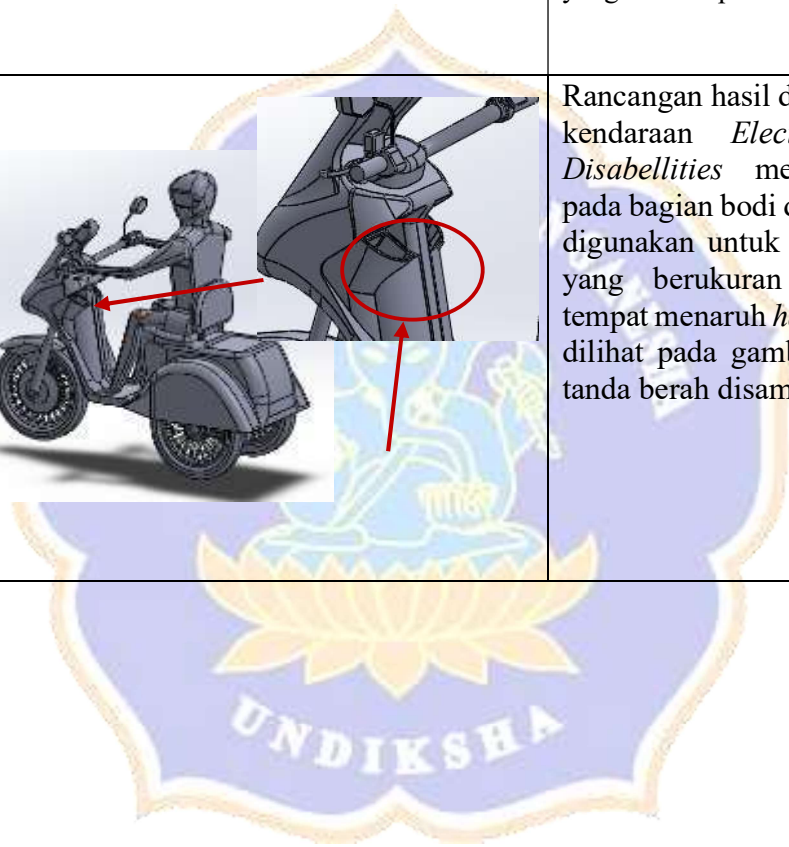 Rancangan hasil d
kendaraan Elec
Disabellities me
pada bagian bodi d
digunakan untuk
yang berukuran
tempat menaruh h
dilihat pada gamb
tanda berah disam
UNDIKSHA